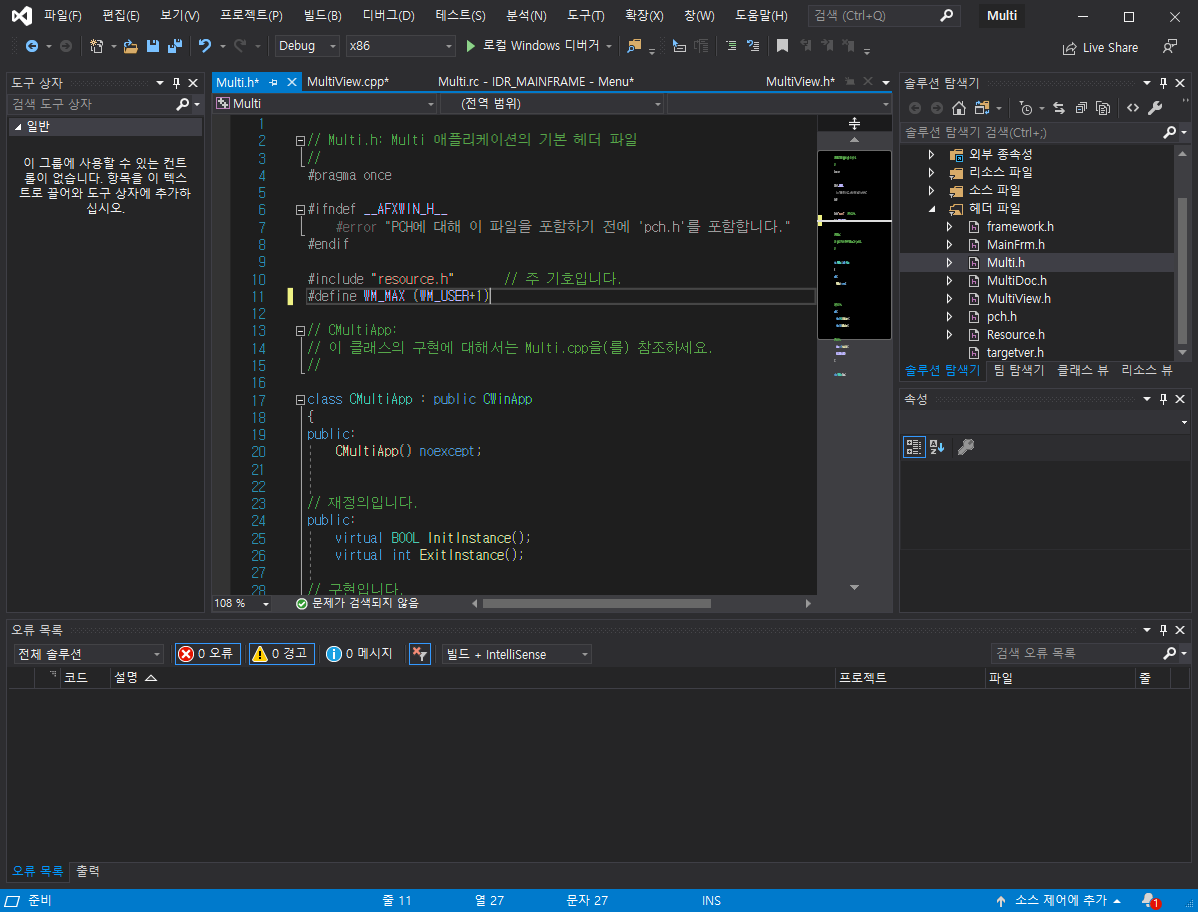 파일(F) 편집(E) 보기(V) 프로젝트(P) 빌드(B) 디버그(D) 테스트(S) 분석(N) 도구(T) 확장(X) 창(W) 도움말(H) 검색 (Ctrl+Q) Multi
Debug x86 로컬 Windows 디버거 Live Share
도구 상자
검색 도구 상자
일반
이 그룹에 사용할 수 있는 컨트
롤이 없습니다. 항목을 이 텍스
트로 끌어와 도구 상자에 추가하
십시오.
Multi.h* MultiView.cpp* Multi.rc - IDR_MAINFRAME - Menu* MultiView.h*
Multi (전역 범위)
1
2 // Multi.h: Multi 애플리케이션의 기본 헤더 파일
3 //
4 #pragma once
5
6 #ifndef __AFXWIN_H__
7 #error "PCH에 대해 이 파일을 포함하기 전에 'pch.h'를 포함합니다."
8 #endif
9
10 #include "resource.h" // 주 기호입니다.
11 #define WM_MAX (WM_USER+1)
12
13 // CMultiApp:
14 // 이 클래스의 구현에 대해서는 Multi.cpp을(를) 참조하세요.
15 //
16
17 class CMultiApp : public CWinApp
18 {
19 public:
20 CMultiApp() noexcept;
21
22
23 // 재정의입니다.
24 public:
25 virtual BOOL InitInstance();
26 virtual int ExitInstance();
27
28 // 구현입니다.
108 % 문제가 검색되지 않음
솔루션 탐색기
솔루션 탐색기 검색(Ctrl+;)
외부 종속성
리소스 파일
소스 파일
헤더 파일
framework.h
MainFrm.h
Multi.h
MultiDoc.h
MultiView.h
pch.h
Resource.h
targetver.h
솔루션 탐색기 팀 탐색기 클래스 뷰 리소스 뷰
속성
오류 목록
전체 솔루션 0 오류 0 경고 0 메시지 빌드 + IntelliSense 검색 오류 목록
코드 설명 프로젝트 파일 줄
오류 목록 출력
준비 줄 11 열 27 문자 27 INS 소스 제어에 추가 1